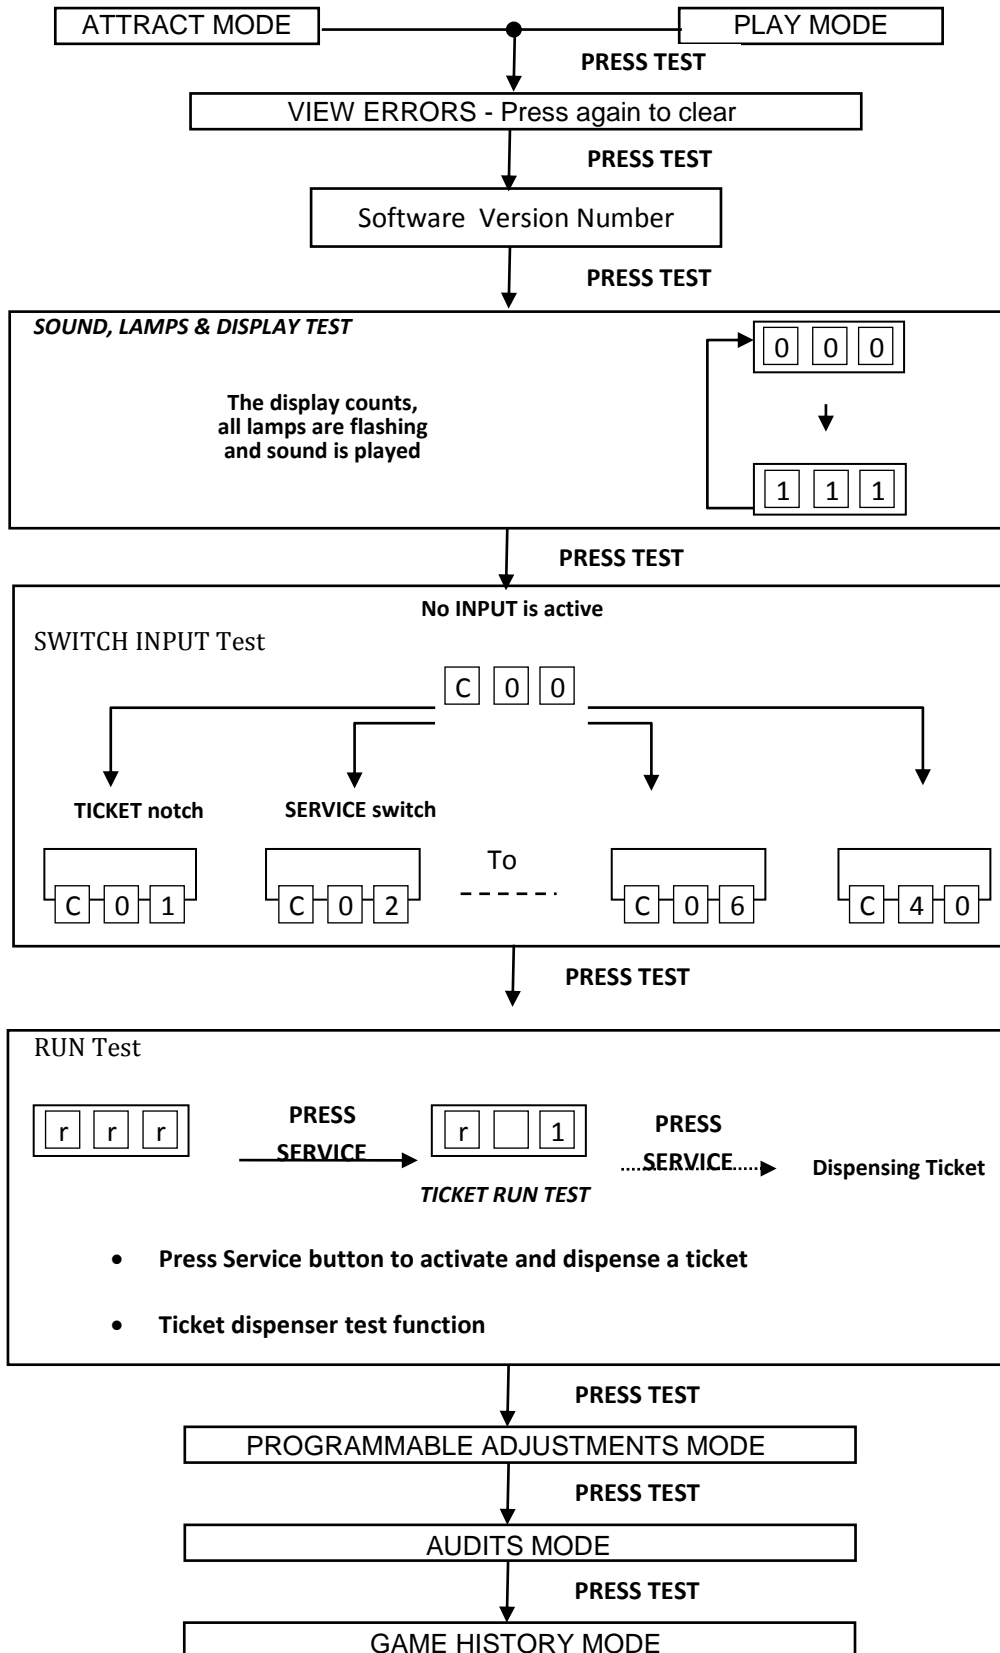 ATTRACT MODE
PLAY MODE
PRESS TEST
VIEW ERRORS - Press again to clear
PRESS TEST
Software Version Number
PRESS TEST
SOUND, LAMPS & DISPLAY TEST
0 0 0
The display counts,
all lamps are flashing
and sound is played
1 1 1
PRESS TEST
No INPUT is active
SWITCH INPUT Test
C 0 0
TICKET notch
SERVICE switch
To
C 0 1
C 0 2
C 0 6
C 4 0
PRESS TEST
RUN Test
r r r
PRESS
SERVICE
r 1
TICKET RUN TEST
PRESS
SERVICE
Dispensing Ticket
• Press Service button to activate and dispense a ticket
• Ticket dispenser test function
PRESS TEST
PROGRAMMABLE ADJUSTMENTS MODE
PRESS TEST
AUDITS MODE
PRESS TEST
GAME HISTORY MODE